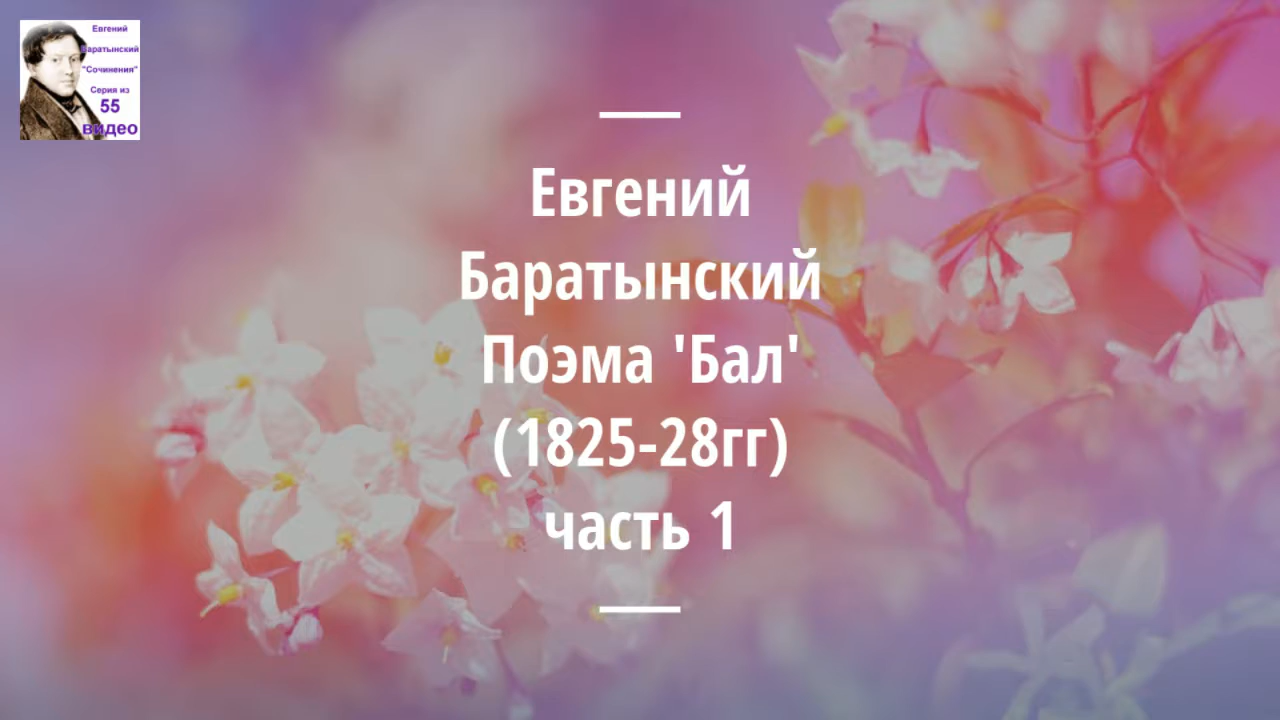 Евгений
Баратынский
"Сочинения"
Серия из
55
видео
Евгений
Баратынский
Поэма 'Бал'
(1825-28гг)
часть 1